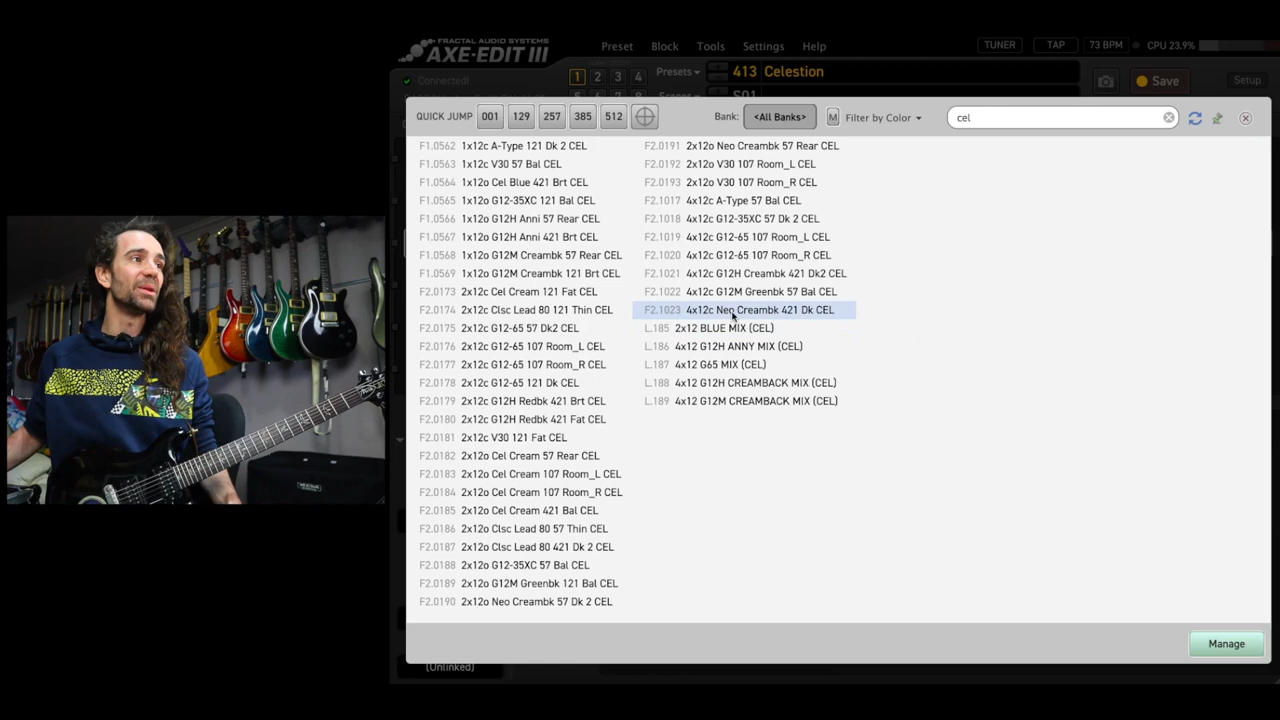 FRACTAL AUDIO SYSTEMS
AXE-EDIT III
Preset Block Tools Settings Help
TUNER TAP 73 BPM CPU 23.9%
Connected!
1 2 3 4
Presets 413 Celestion
Save
Setup
QUICK JUMP 001 129 257 385 512
Bank: <All Banks> M Filter by Color
cel
F1.0562 1x12c A-Type 121 Dk 2 CEL
F1.0563 1x12c V30 57 Bal CEL
F1.0564 1x12o Cel Blue 421 Brt CEL
F1.0565 1x12o G12-35XC 121 Bal CEL
F1.0566 1x12o G12H Anni 57 Rear CEL
F1.0567 1x12o G12H Anni 421 Brt CEL
F1.0568 1x12o G12M Creambk 57 Rear CEL
F1.0569 1x12o G12M Creambk 121 Brt CEL
F2.0173 2x12c Cel Cream 121 Fat CEL
F2.0174 2x12c Clsc Lead 80 121 Thin CEL
F2.0175 2x12c G12-65 57 Dk2 CEL
F2.0176 2x12c G12-65 107 Room_L CEL
F2.0177 2x12c G12-65 107 Room_R CEL
F2.0178 2x12c G12-65 121 Dk CEL
F2.0179 2x12c G12H Redbk 421 Brt CEL
F2.0180 2x12c G12H Redbk 421 Fat CEL
F2.0181 2x12c V30 121 Fat CEL
F2.0182 2x12o Cel Cream 57 Rear CEL
F2.0183 2x12o Cel Cream 107 Room_L CEL
F2.0184 2x12o Cel Cream 107 Room_R CEL
F2.0185 2x12o Cel Cream 421 Bal CEL
F2.0186 2x12o Clsc Lead 80 57 Thin CEL
F2.0187 2x12o Clsc Lead 80 421 Dk 2 CEL
F2.0188 2x12o G12-35XC 57 Bal CEL
F2.0189 2x12o G12M Greenbk 121 Bal CEL
F2.0190 2x12o Neo Creambk 57 Dk 2 CEL
F2.0191 2x12o Neo Creambk 57 Rear CEL
F2.0192 2x12o V30 107 Room_L CEL
F2.0193 2x12o V30 107 Room_R CEL
F2.1017 4x12c A-Type 57 Bal CEL
F2.1018 4x12c G12-35XC 57 Dk 2 CEL
F2.1019 4x12c G12-65 107 Room_L CEL
F2.1020 4x12c G12-65 107 Room_R CEL
F2.1021 4x12c G12H Creambk 421 Dk2 CEL
F2.1022 4x12c G12M Greenbk 57 Bal CEL
F2.1023 4x12c Neo Creambk 421 Dk CEL
L.185 2x12 BLUE MIX (CEL)
L.186 4x12 G12H ANNY MIX (CEL)
L.187 4x12 G65 MIX (CEL)
L.188 4x12 G12H CREAMBACK MIX (CEL)
L.189 4x12 G12M CREAMBACK MIX (CEL)
Manage
(Unlinked)